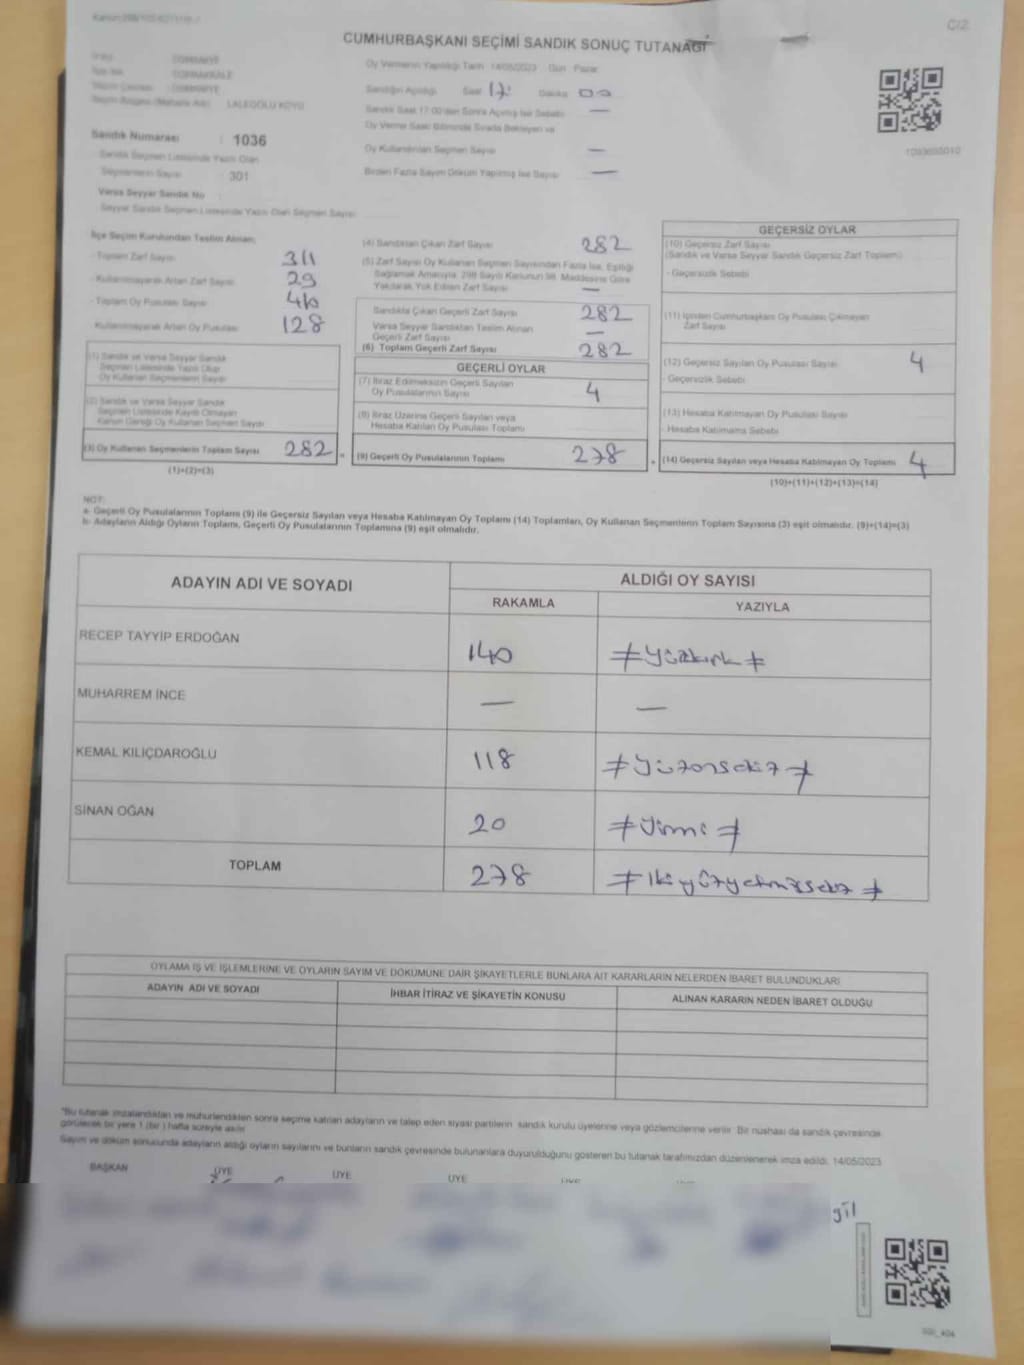 C/2
CUMHURBAŞKANI SEÇİMİ SANDIK SONUÇ TUTANAĞI
OSMANİYE
TOPRAKKALE
OSMANİYE
LALEGÖLÜ KÖYÜ
Oy Vermenin Yapıldığı Tarih 14/05/2023 Gün Pazar
Sandığın Açıldığı Saat 17 Dakika 00
Sandık Saat 17:00'den Sonra Açılmış İse Sebebi —
Oy Verme Saati Bitiminde Sırada Bekleyen ve
Oy Kullandırılan Seçmen Sayısı —
Birden Fazla Sayım Döküm Yapılmış İse Sayısı —
Sandık Numarası : 1036
Sandık Seçmen Listesinde Yazılı Olan
Seçmenlerin Sayısı : 301
Varsa Seyyar Sandık No
Seyyar Sandık Seçmen Listesinde Yazılı Olan Seçmen Sayısı
İlçe Seçim Kurulundan Teslim Alınan;
- Toplam Zarf Sayısı 311
- Kullanılmayarak Artan Zarf Sayısı 29
- Toplam Oy Pusulası Sayısı
- Kullanılmayarak Artan Oy Pusulası 128
(1) Sandık ve Varsa Seyyar Sandık
Seçmen Listesinde Yazılı Olup
Oy Kullanan Seçmenlerin Sayısı
(2) Sandık ve Varsa Seyyar Sandık
Seçmen Listesinde Kayıtlı Olmayan
Kanun Gereği Oy Kullanan Seçmen Sayısı
(3) Oy Kullanan Seçmenlerin Toplam Sayısı 282
(1)+(2)=(3)
(4) Sandıktan Çıkan Zarf Sayısı 282
(5) Zarf Sayısı Oy Kullanan Seçmen Sayısından Fazla İse, Eşitliği
Sağlamak Amacıyla, 298 Sayılı Kanunun 98. Maddesine Göre
Yakılarak Yok Edilen Zarf Sayısı —
Sandıkta Çıkan Geçerli Zarf Sayısı 282
Varsa Seyyar Sandıktan Teslim Alınan
Geçerli Zarf Sayısı —
(6) Toplam Geçerli Zarf Sayısı 282
GEÇERLİ OYLAR
(7) İtiraz Edilmeksizin Geçerli Sayılan
Oy Pusulalarının Sayısı 4
(8) İtiraz Üzerine Geçerli Sayılan veya
Hesaba Katılan Oy Pusulası Toplamı
(9) Geçerli Oy Pusulalarının Toplamı 278
GEÇERSİZ OYLAR
(10) Geçersiz Zarf Sayısı
(Sandık ve Varsa Seyyar Sandık Geçersiz Zarf Toplamı)
- Geçersizlik Sebebi
(11) İçinden Cumhurbaşkanı Oy Pusulası Çıkmayan
Zarf Sayısı
(12) Geçersiz Sayılan Oy Pusulası Sayısı 4
- Geçersizlik Sebebi
(13) Hesaba Katılmayan Oy Pusulası Sayısı
- Hesaba Katılmama Sebebi
(14) Geçersiz Sayılan veya Hesaba Katılmayan Oy Toplamı 4
(10)+(11)+(12)+(13)=(14)
NOT:
a- Geçerli Oy Pusulalarının Toplamı (9) ile Geçersiz Sayılan veya Hesaba Katılmayan Oy Toplamı (14) Toplamları, Oy Kullanan Seçmenlerin Toplam Sayısına (3) eşit olmalıdır. (9)+(14)=(3)
b- Adayların Aldığı Oyların Toplamı, Geçerli Oy Pusulalarının Toplamına (9) eşit olmalıdır.
ADAYIN ADI VE SOYADI
ALDIĞI OY SAYISI
RAKAMLA YAZIYLA
RECEP TAYYİP ERDOĞAN 140 #Yüzkırk#
MUHARREM İNCE — —
KEMAL KILIÇDAROĞLU 118 #Yüzonsekiz#
SİNAN OĞAN 20 #Yirmi#
TOPLAM 278 #İkiyüzyetmişsekiz#
OYLAMA İŞ VE İŞLEMLERİNE VE OYLARIN SAYIM VE DÖKÜMÜNE DAİR ŞİKAYETLERLE BUNLARA AİT KARARLARIN NELERDEN İBARET BULUNDUKLARI
ADAYIN ADI VE SOYADI İHBAR İTİRAZ VE ŞİKAYETİN KONUSU ALINAN KARARIN NEDEN İBARET OLDUĞU
*Bu tutanak imzalandıktan ve mühürlendikten sonra seçime katılan adayların ve talep eden siyasi partilerin sandık kurulu üyelerine veya gözlemcilerine verilir. Bir nüshası da sandık çevresinde
görülecek bir yere 1 (bir) hafta süreyle asılır.
Sayım ve döküm sonucunda adayların aldığı oyların sayılarını ve bunların sandık çevresinde bulunanlara duyurulduğunu gösteren bu tutanak tarafımızdan düzenlenerek imza edildi. 14/05/2023
BAŞKAN ÜYE ÜYE ÜYE
gil